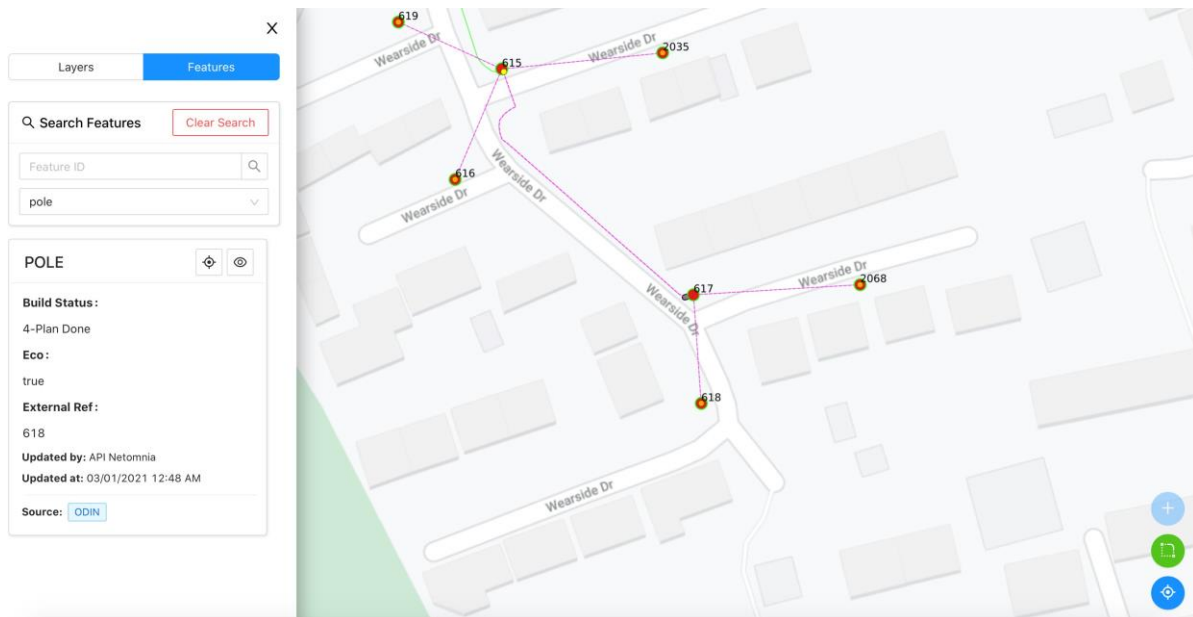 X
Layers
Features
Search Features
Clear Search
Feature ID
pole
POLE
Build Status :
4-Plan Done
Eco :
true
External Ref :
618
Updated by: API Netomnia
Updated at: 03/01/2021 12:48 AM
Source: ODIN
619
Wearside Dr
615
Wearside Dr
2035
616
Wearside Dr
Wearside Dr
617
Wearside Dr
Wearside Dr
2068
618
Wearside Dr